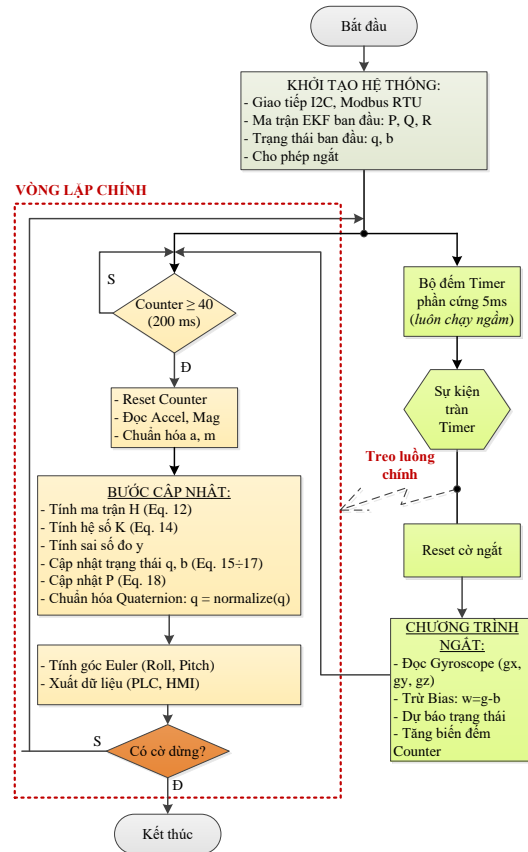 Bắt đầu
KHỞI TẠO HỆ THỐNG:
- Giao tiếp I2C, Modbus RTU
- Ma trận EKF ban đầu: P, Q, R
- Trạng thái ban đầu: q, b
- Cho phép ngắt
VÒNG LẶP CHÍNH
S
Counter ≥ 40
(200 ms)
Đ
- Reset Counter
- Đọc Accel, Mag
- Chuẩn hóa a, m
BƯỚC CẬP NHẬT:
- Tính ma trận H (Eq. 12)
- Tính hệ số K (Eq. 14)
- Tính sai số đo y
- Cập nhật trạng thái q, b (Eq. 15÷17)
- Cập nhật P (Eq. 18)
- Chuẩn hóa Quaternion: q = normalize(q)
- Tính góc Euler (Roll, Pitch)
- Xuất dữ liệu (PLC, HMI)
S
Có cờ dừng?
Đ
Kết thúc
Bộ đếm Timer
phần cứng 5ms
(luôn chạy ngầm)
Sự kiện
tràn
Timer
Treo luồng
chính
Reset cờ ngắt
CHƯƠNG TRÌNH
NGẮT:
- Đọc Gyroscope (gx,
gy, gz)
- Trừ Bias: w=g-b
- Dự báo trạng thái
- Tăng biến đếm
Counter